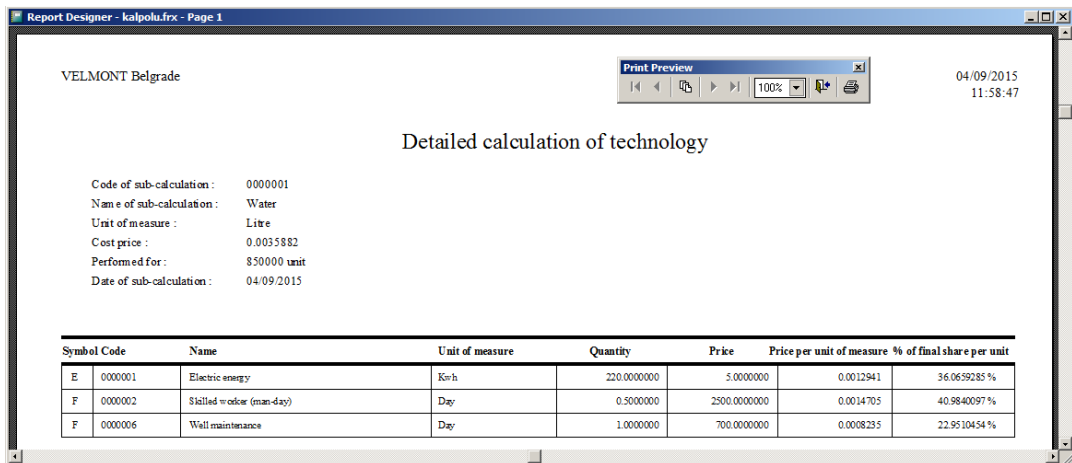 Report Designer - kalpolu.frx - Page 1
VELMONT Belgrade
Print Preview
100%
04/09/2015
11:58:47
Detailed calculation of technology
Code of sub-calculation : 0000001
Name of sub-calculation : Water
Unit of measure : Litre
Cost price : 0.0035882
Performed for : 850000 unit
Date of sub-calculation : 04/09/2015
Symbol Code Name Unit of measure Quantity Price Price per unit of measure % of final share per unit
E 0000001 Electric energy Kwh 220.0000000 5.0000000 0.0012941 36.0659285 %
F 0000002 Skilled worker (man-day) Day 0.5000000 2500.0000000 0.0014705 40.9840097 %
F 0000006 Well maintenance Day 1.0000000 700.0000000 0.0008235 22.9510454 %